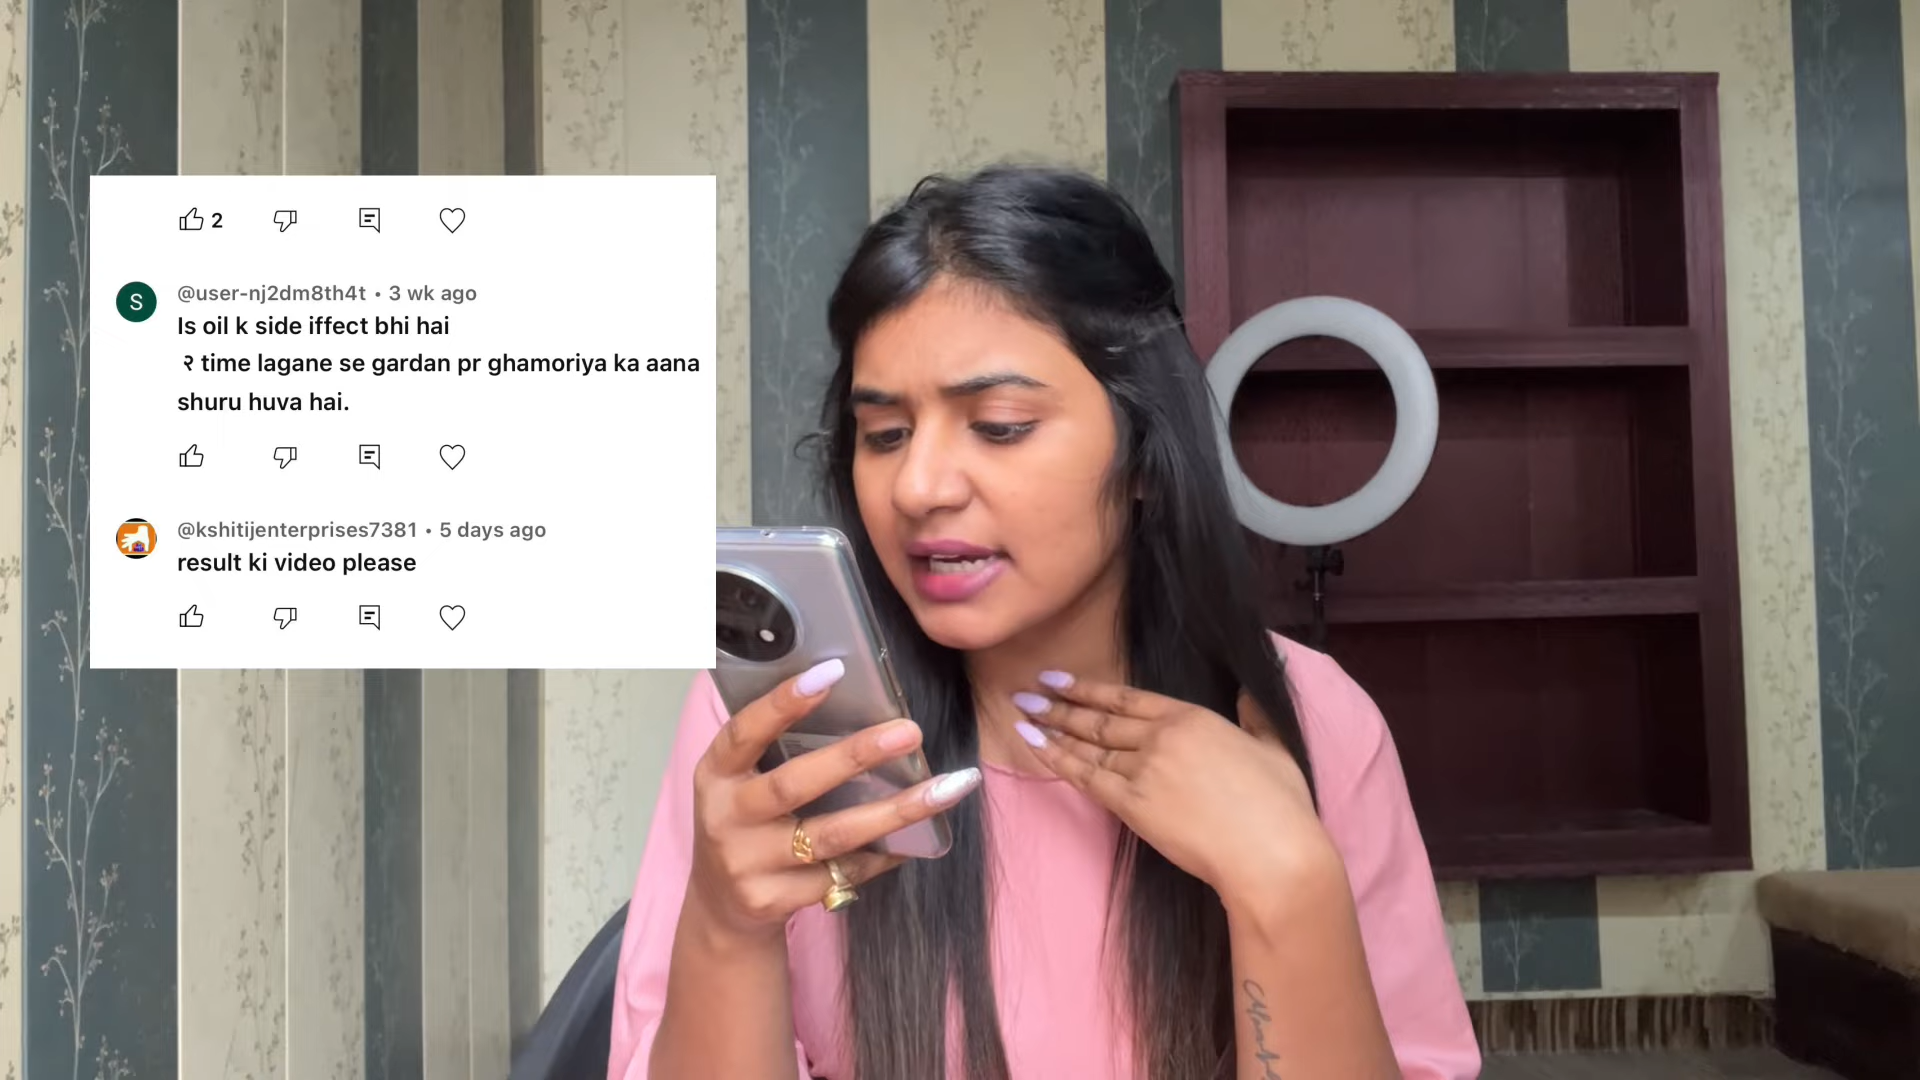 2
S
@user-nj2dm8th4t • 3 wk ago
Is oil k side iffect bhi hai
२ time lagane se gardan pr ghamoriya ka aana
shuru huva hai.
@kshitijenterprises7381 • 5 days ago
result ki video please